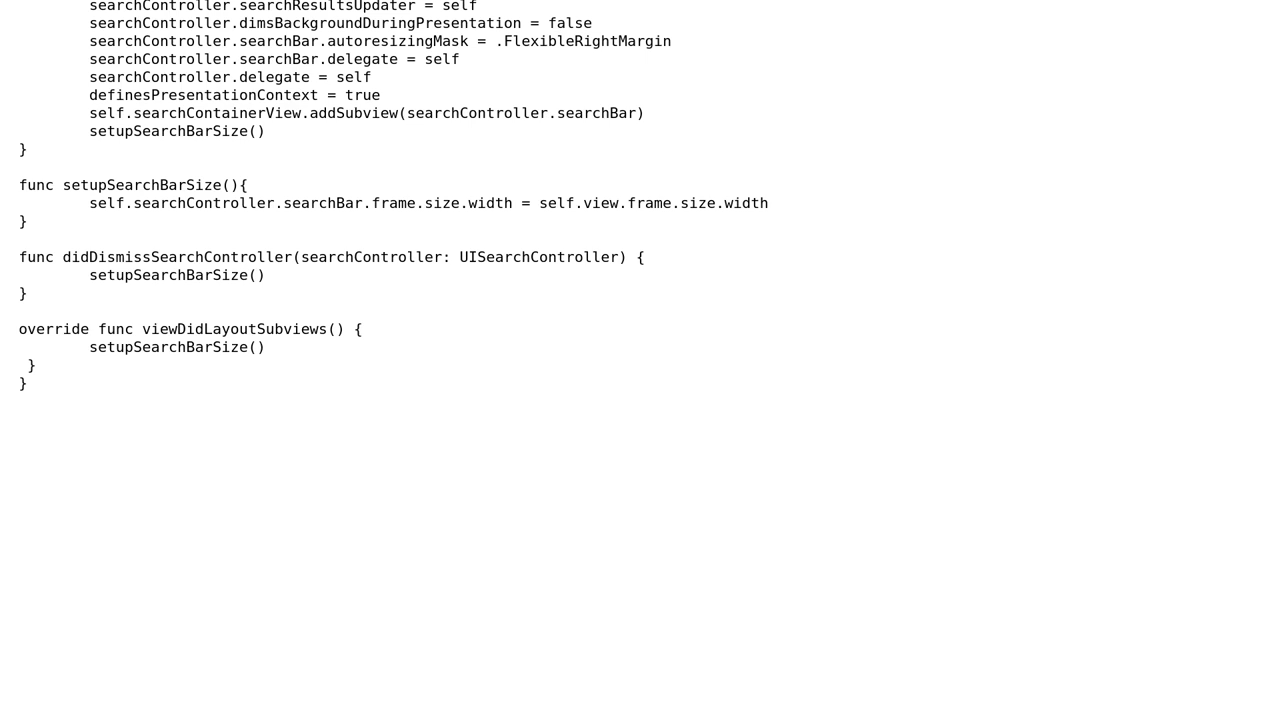 searchController.searchResultsUpdater = self
searchController.dimsBackgroundDuringPresentation = false
searchController.searchBar.autoresizingMask = .FlexibleRightMargin
searchController.searchBar.delegate = self
searchController.delegate = self
definesPresentationContext = true
self.searchContainerView.addSubview(searchController.searchBar)
setupSearchBarSize()
}
func setupSearchBarSize(){
self.searchController.searchBar.frame.size.width = self.view.frame.size.width
}
func didDismissSearchController(searchController: UISearchController) {
setupSearchBarSize()
}
override func viewDidLayoutSubviews() {
setupSearchBarSize()
}
}